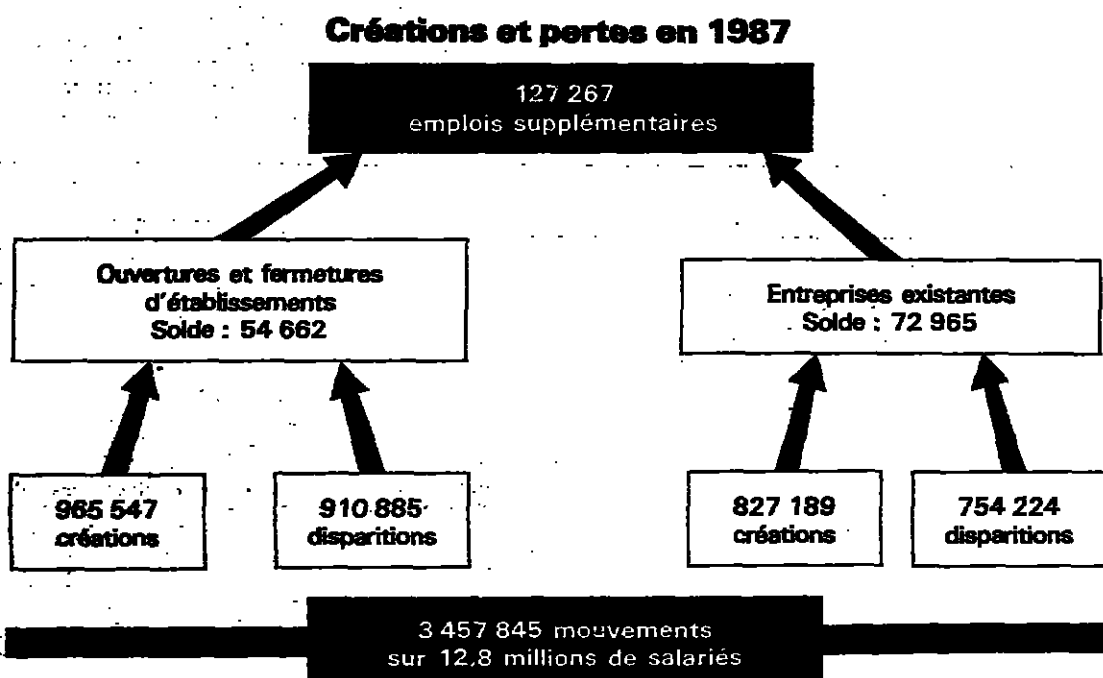 Créations et pertes en 1987
127 267
emplois supplémentaires
Ouvertures et fermetures
d'établissements
Solde : 54 662
Entreprises existantes
Solde : 72 965
965 547
créations
910 885
disparitions
827 189
créations
754 224
disparitions
3 457 845 mouvements
sur 12,8 millions de salariés